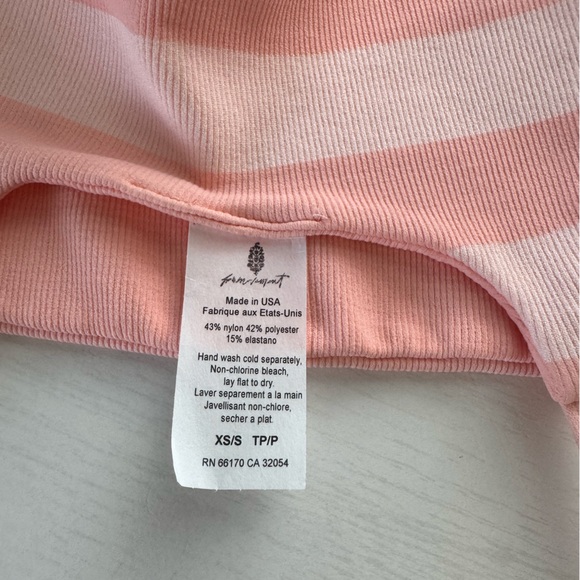 Made in USA
Fabrique aux Etats-Unis
43% nylon 42% polyester
15% elastano
Hand wash cold separately,
Non-chlorine bleach,
lay flat to dry.
Laver separement a la main
Javellisant non-chlore,
secher a plat.
XS/S TP/P
RN 66170 CA 32054